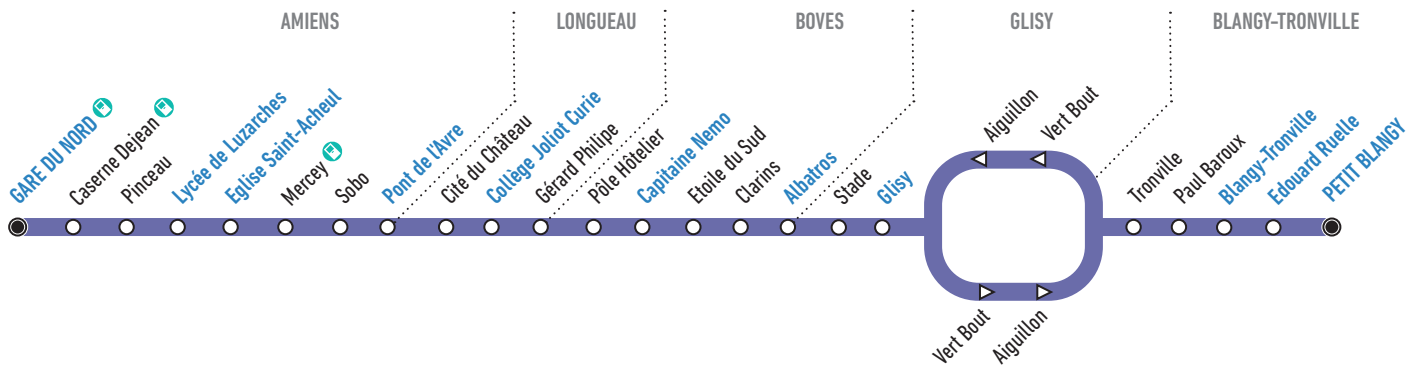 AMIENS
LONGUEAU
BOVES
GLISY
BLANGY-TRONVILLE
GARE DU NORD
Caserne Dejean
Pinceau
Lycée de Luzarches
Eglise Saint-Acheul
Mercey
Sobo
Pont de l'Avre
Cité du Château
Collège Joliot Curie
Gérard Philipe
Pôle Hôtelier
Capitaine Nemo
Etoile du Sud
Clarins
Albatros
Stade
Glisy
Aiguillon
Vert Bout
Vert Bout
Aiguillon
Tronville
Paul Baroux
Blangy-Tronville
Edouard Ruelle
PETIT BLANGY